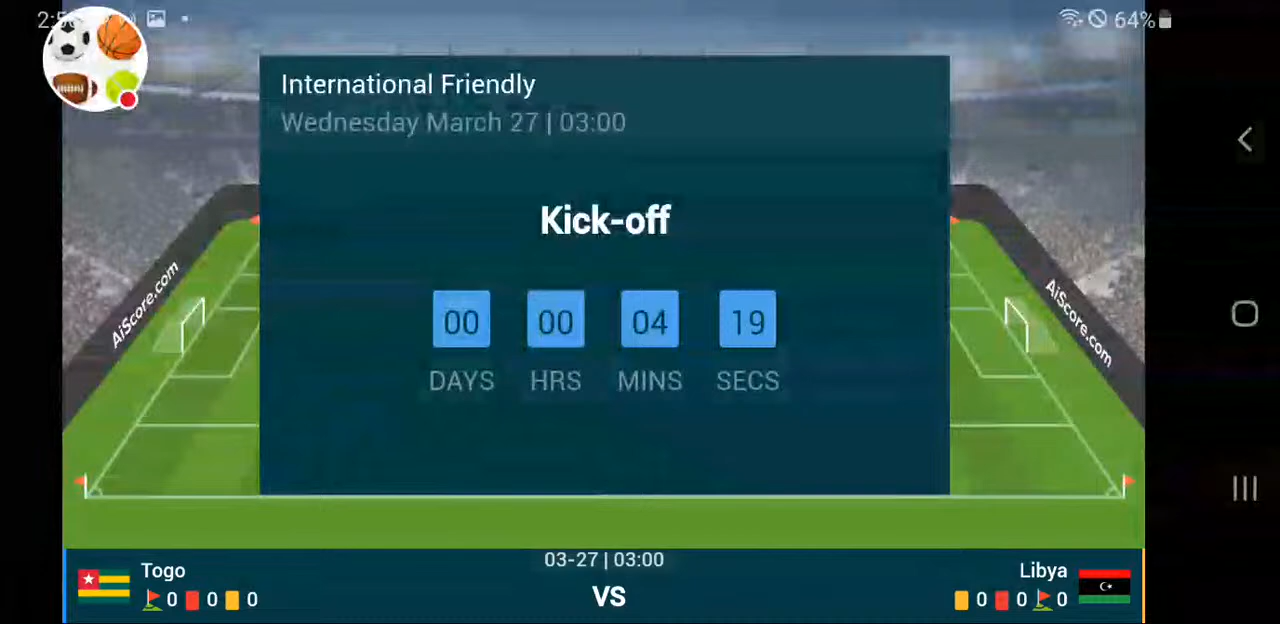 64%
International Friendly
Wednesday March 27 | 03:00
Kick-off
00 00 04 19
DAYS HRS MINS SECS
AiScore.com
AiScore.com
03-27 | 03:00
Togo
Libya
0 0 0
VS
0 0 0